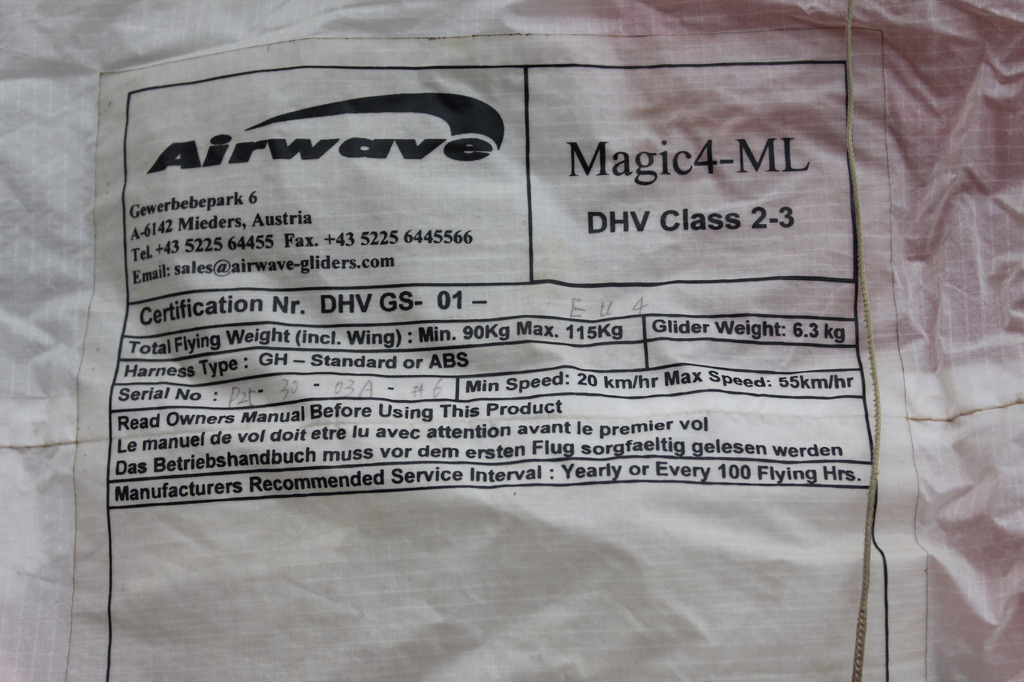 Airwave
Gewerbebepark 6
A-6142 Mieders, Austria
Tel. +43 5225 64455 Fax. +43 5225 6445566
Email: sales@airwave-gliders.com
Magic4-ML
DHV Class 2-3
Certification Nr. DHV GS- 01 –
Total Flying Weight (incl. Wing) : Min. 90Kg Max. 115Kg
Glider Weight: 6.3 kg
Harness Type : GH – Standard or ABS
Serial No : - 30 - 03A - #6
Min Speed: 20 km/hr Max Speed: 55km/hr
Read Owners Manual Before Using This Product
Le manuel de vol doit etre lu avec attention avant le premier vol
Das Betriebshandbuch muss vor dem ersten Flug sorgfaeltig gelesen werden
Manufacturers Recommended Service Interval : Yearly or Every 100 Flying Hrs.